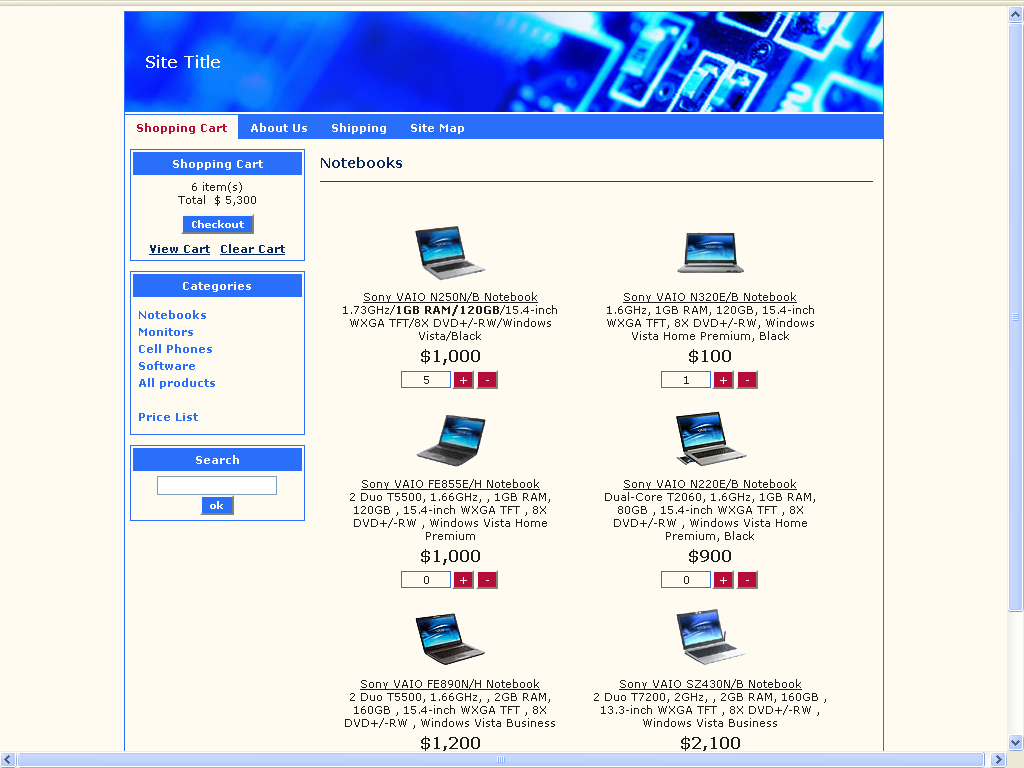 Site Title
Shopping Cart About Us Shipping Site Map
Shopping Cart
6 item(s)
Total $ 5,300
Checkout
View Cart Clear Cart
Categories
Notebooks
Monitors
Cell Phones
Software
All products
Price List
Search
ok
Notebooks
Sony VAIO N250N/B Notebook
1.73GHz/1GB RAM/120GB/15.4-inch
WXGA TFT/8X DVD+/-RW/Windows
Vista/Black
$1,000
5 + -
Sony VAIO N320E/B Notebook
1.6GHz, 1GB RAM, 120GB, 15.4-inch
WXGA TFT, 8X DVD+/-RW, Windows
Vista Home Premium, Black
$100
1 + -
Sony VAIO FE855E/H Notebook
2 Duo T5500, 1.66GHz, , 1GB RAM,
120GB , 15.4-inch WXGA TFT , 8X
DVD+/-RW , Windows Vista Home
Premium
$1,000
0 + -
Sony VAIO N220E/B Notebook
Dual-Core T2060, 1.6GHz, 1GB RAM,
80GB , 15.4-inch WXGA TFT , 8X
DVD+/-RW , Windows Vista Home
Premium, Black
$900
0 + -
Sony VAIO FE890N/H Notebook
2 Duo T5500, 1.66GHz, , 2GB RAM,
160GB , 15.4-inch WXGA TFT , 8X
DVD+/-RW , Windows Vista Business
$1,200
Sony VAIO SZ430N/B Notebook
2 Duo T7200, 2GHz, , 2GB RAM, 160GB ,
13.3-inch WXGA TFT , 8X DVD+/-RW ,
Windows Vista Business
$2,100